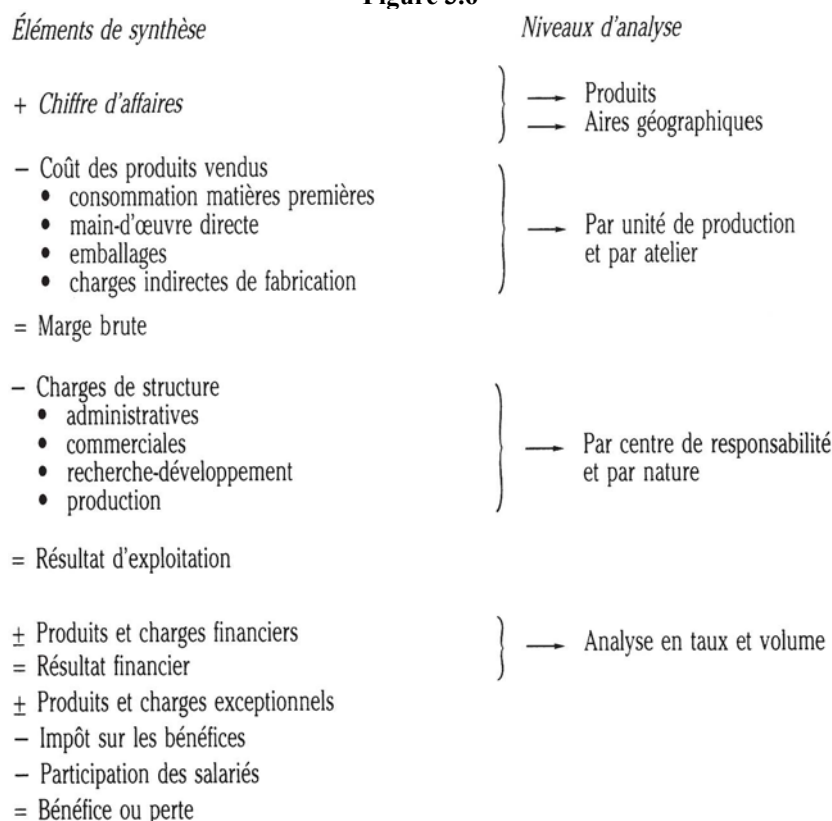 Figure 3.6
Éléments de synthèse
Niveaux d'analyse
+ Chiffre d'affaires
→ Produits
→ Aires géographiques
− Coût des produits vendus
• consommation matières premières
• main-d'œuvre directe
• emballages
• charges indirectes de fabrication
→ Par unité de production
et par atelier
= Marge brute
− Charges de structure
• administratives
• commerciales
• recherche-développement
• production
→ Par centre de responsabilité
et par nature
= Résultat d'exploitation
± Produits et charges financiers
= Résultat financier
→ Analyse en taux et volume
± Produits et charges exceptionnels
− Impôt sur les bénéfices
− Participation des salariés
= Bénéfice ou perte